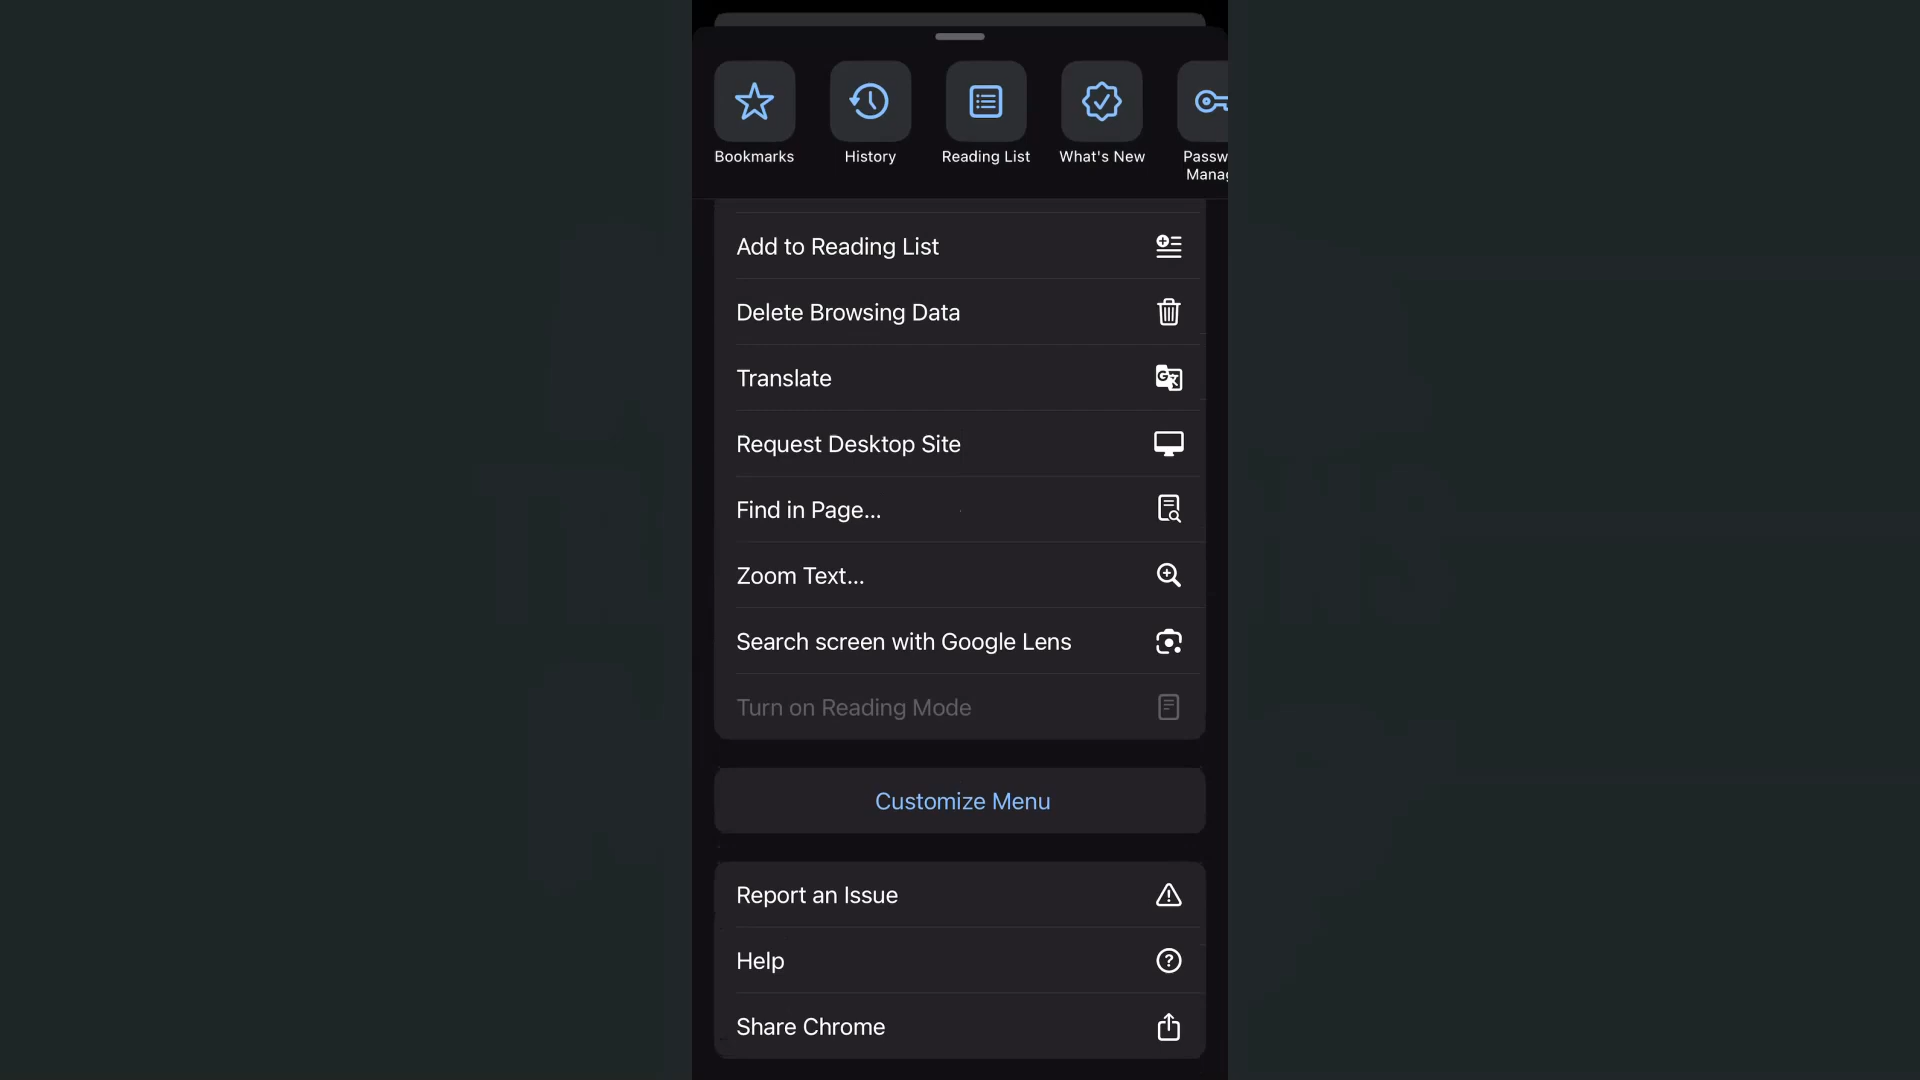 Bookmarks
History
Reading List
What's New
Passw
Manag
Add to Reading List
Delete Browsing Data
Translate
Request Desktop Site
Find in Page...
Zoom Text...
Search screen with Google Lens
Turn on Reading Mode
Customize Menu
Report an Issue
Help
Share Chrome